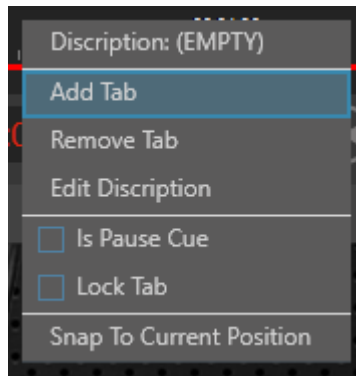 Discription: (EMPTY)
Add Tab
Remove Tab
Edit Discription
Is Pause Cue
Lock Tab
Snap To Current Position